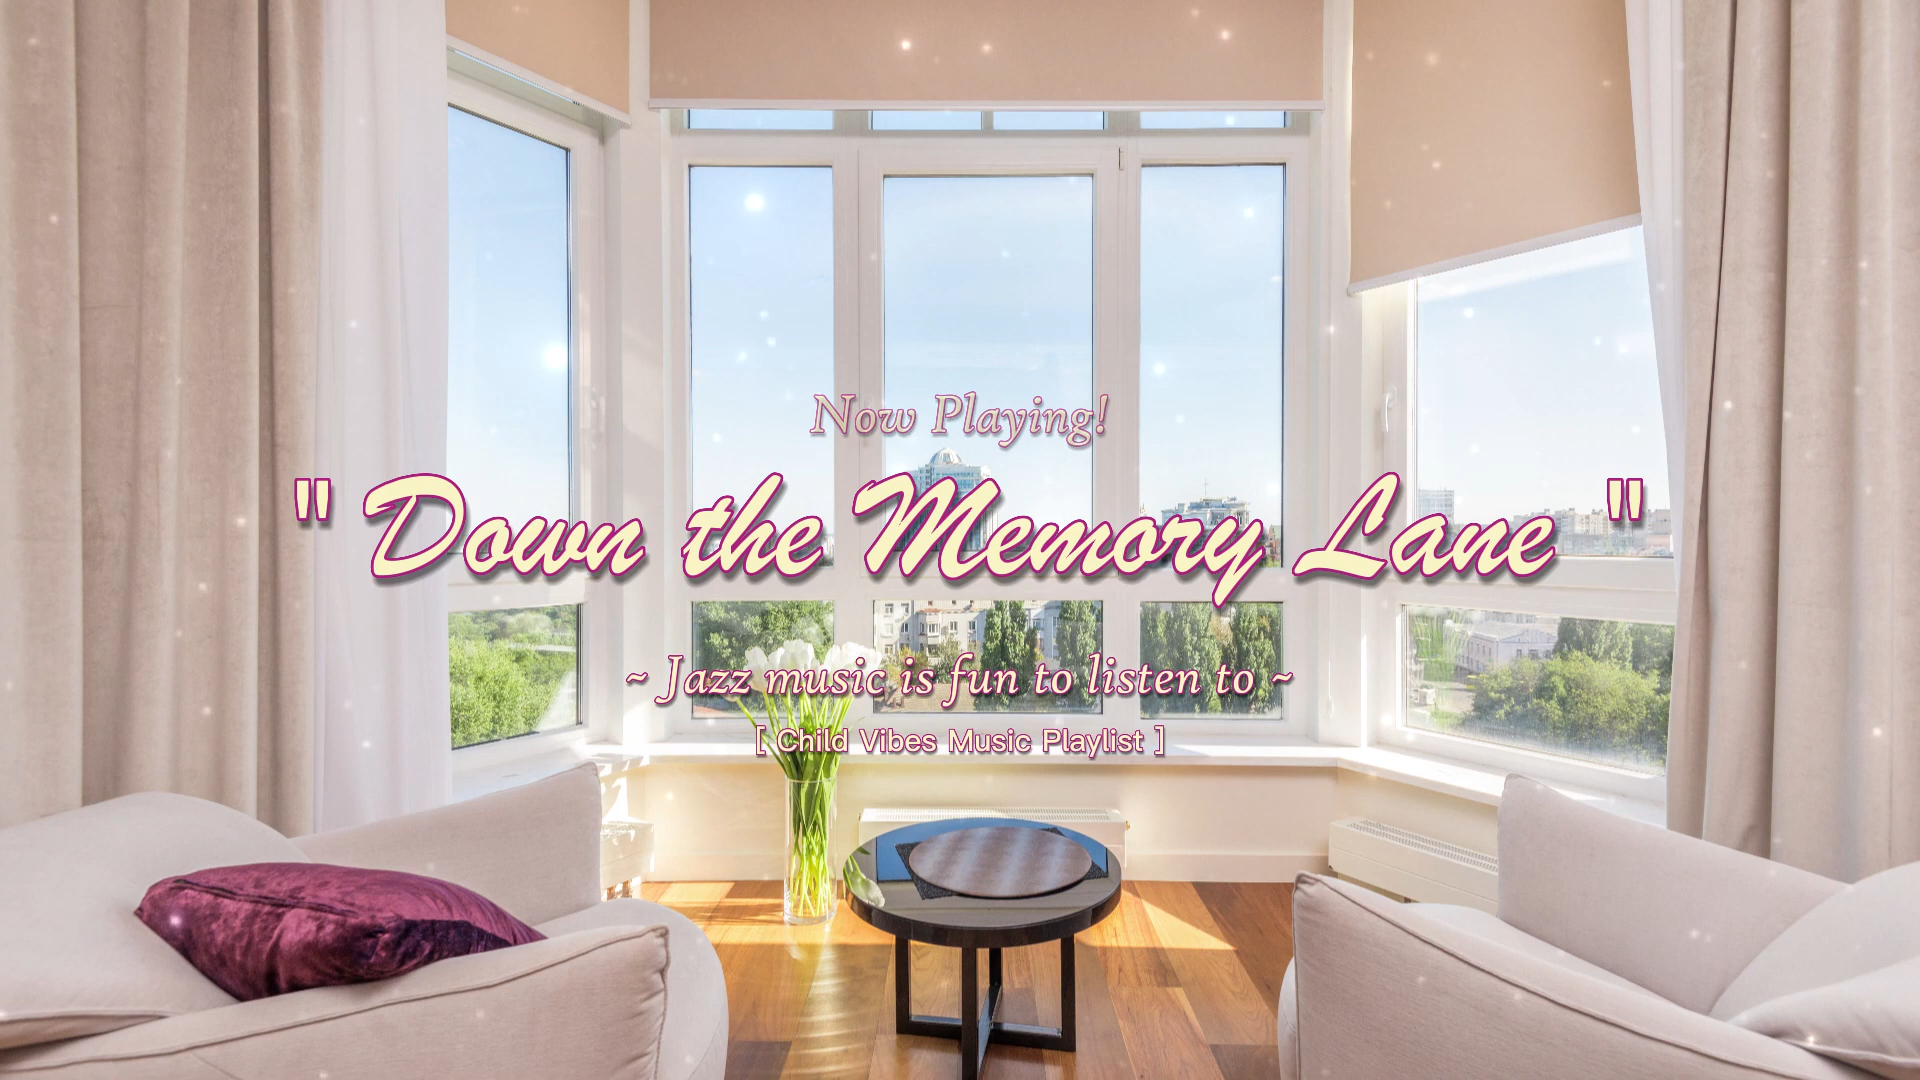 Now Playing!
" Down the Memory Lane "
~ Jazz music is fun to listen to ~
[ Child Vibes Music Playlist ]